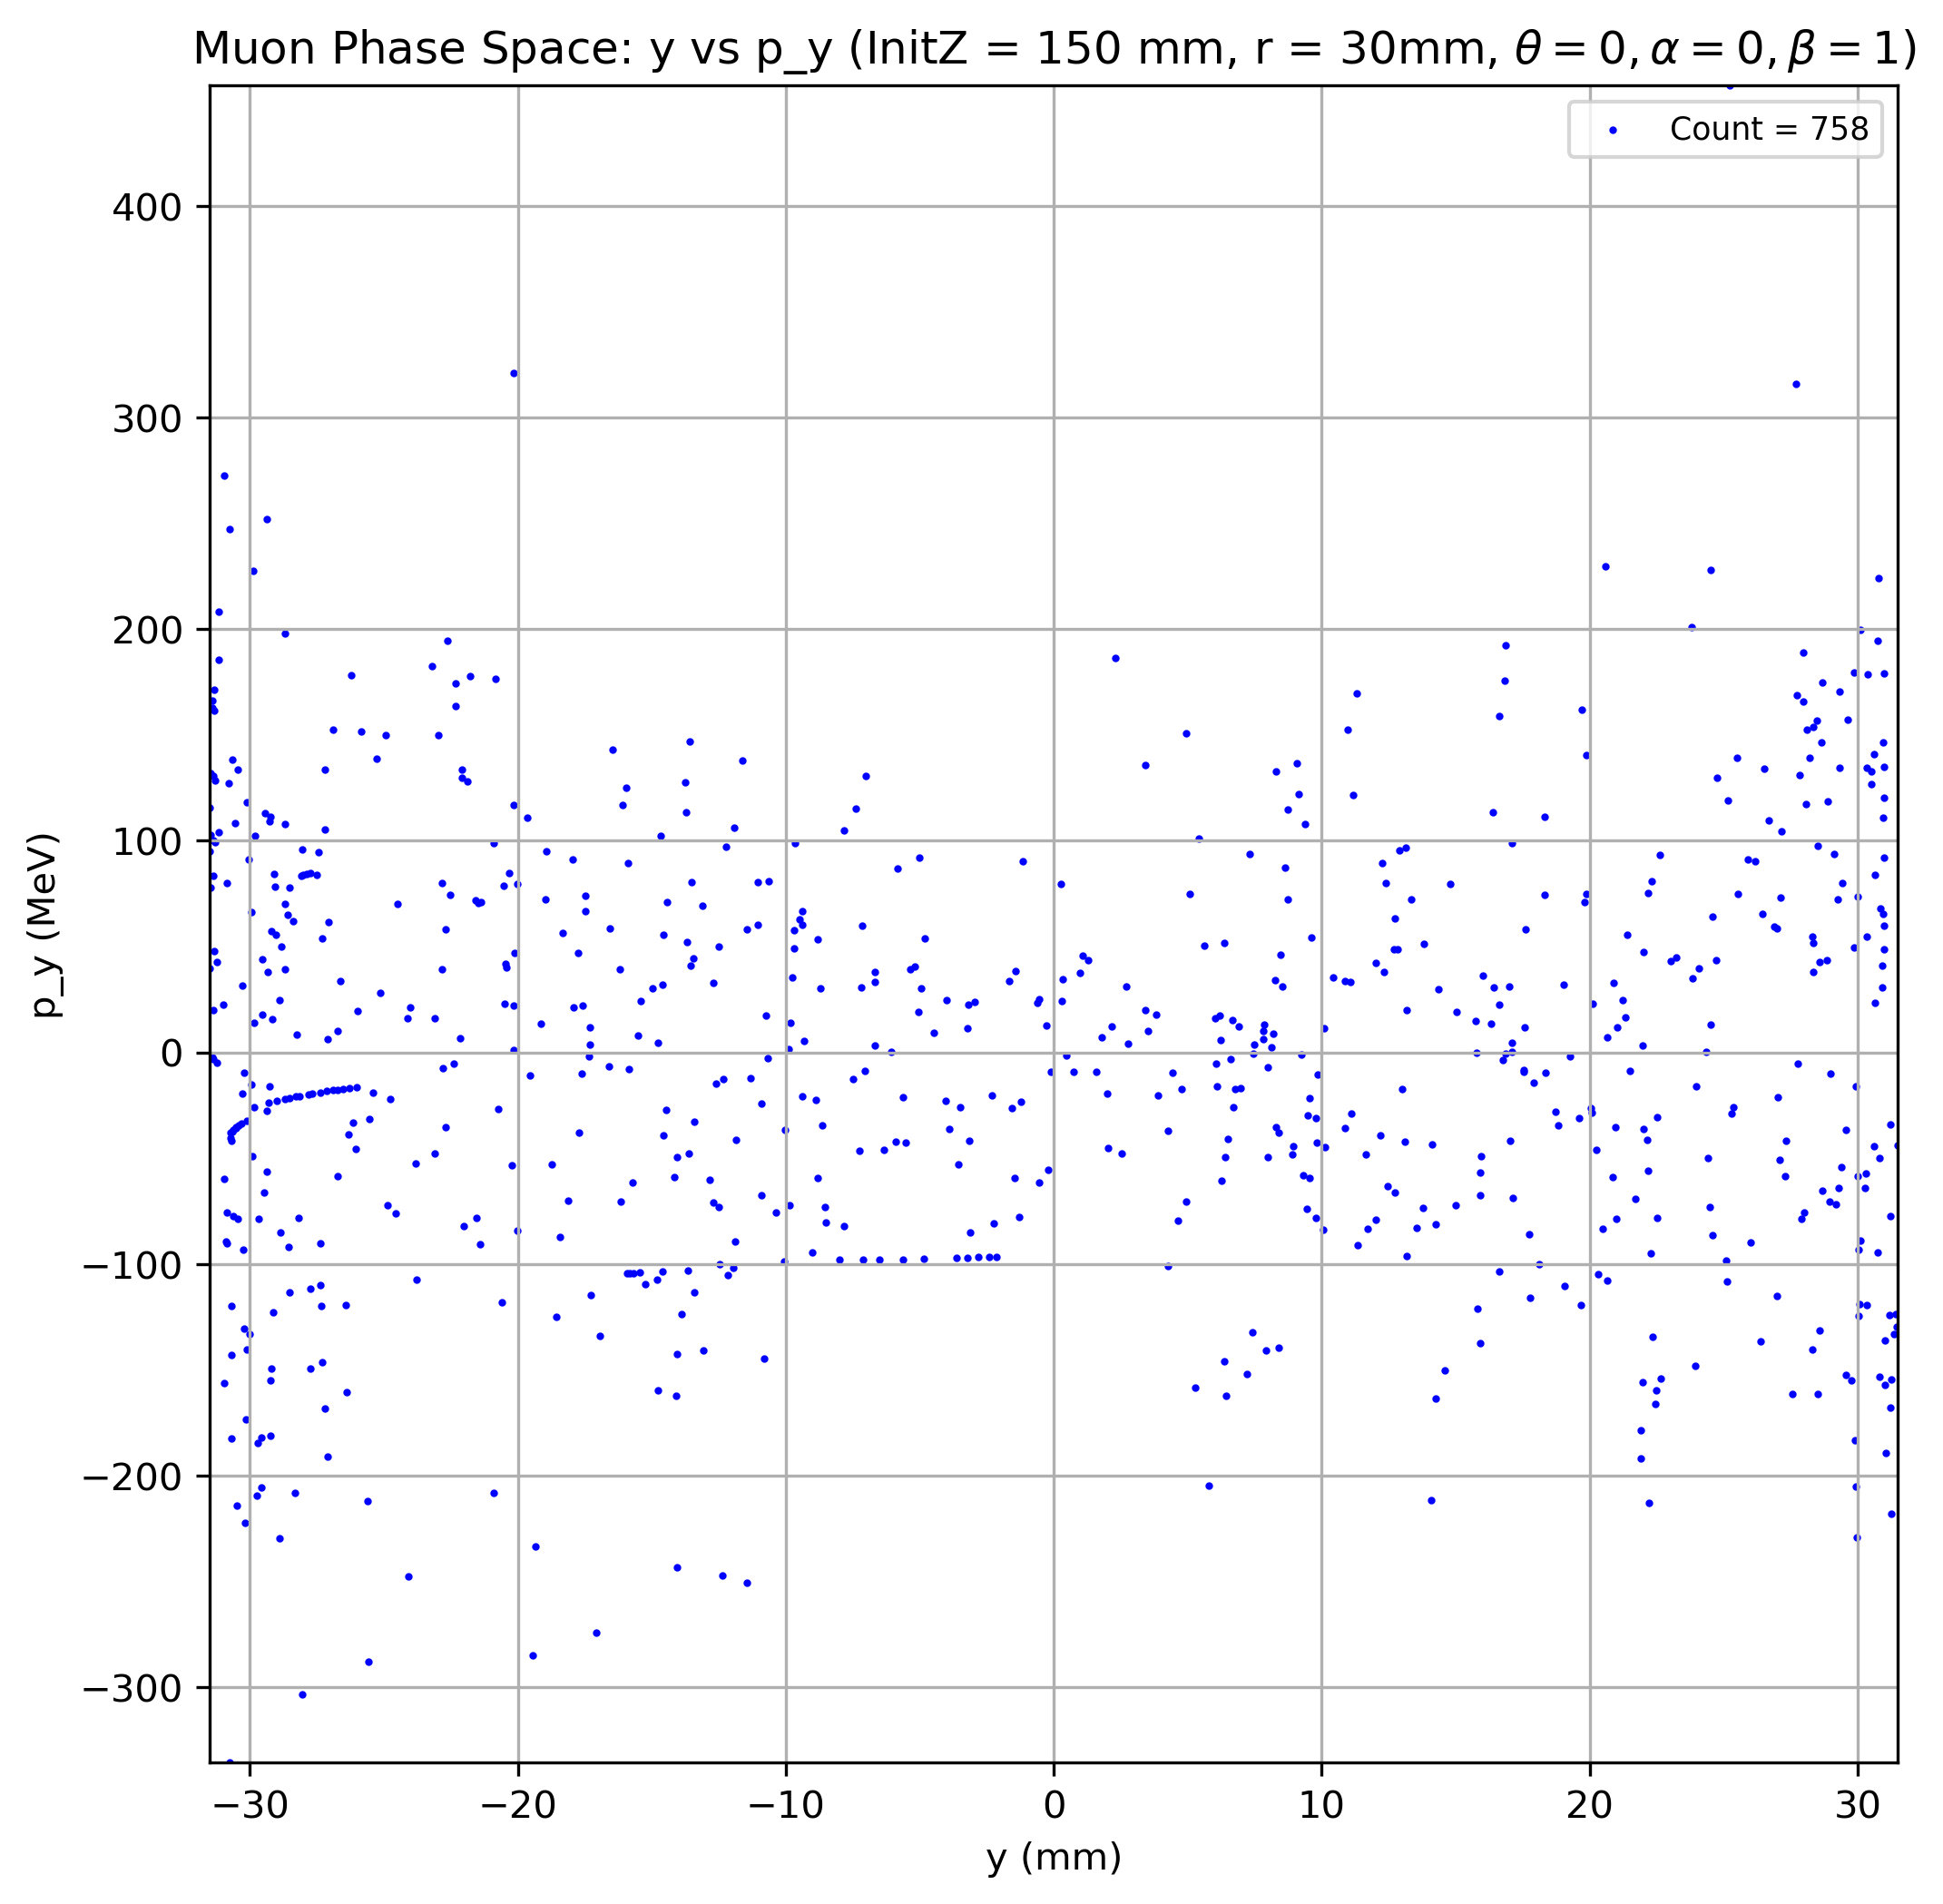 Muon Phase Space: y vs p_y (InitZ = 150 mm, r = 30mm, θ = 0, α = 0, β = 1)
Count = 758
400
300
200
100
0
−100
−200
−300
p_y (MeV)
−30 −20 −10 0 10 20 30
y (mm)